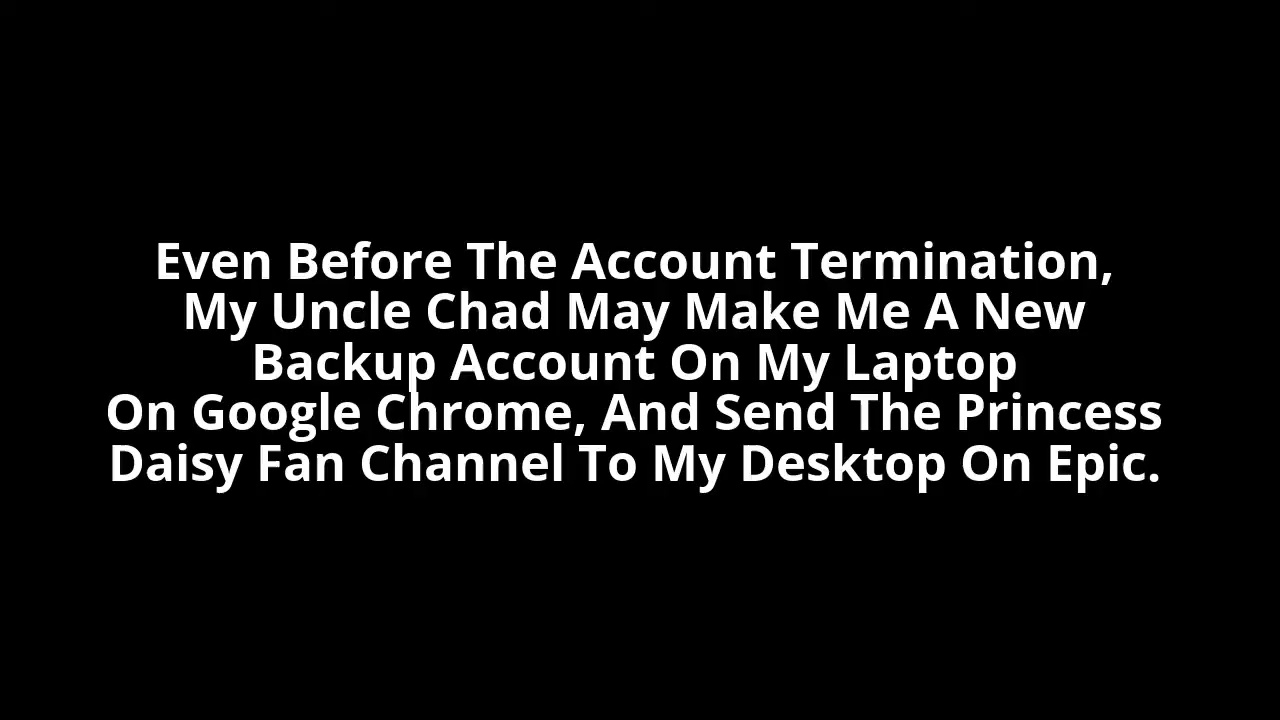 Even Before The Account Termination,
My Uncle Chad May Make Me A New
Backup Account On My Laptop
On Google Chrome, And Send The Princess
Daisy Fan Channel To My Desktop On Epic.